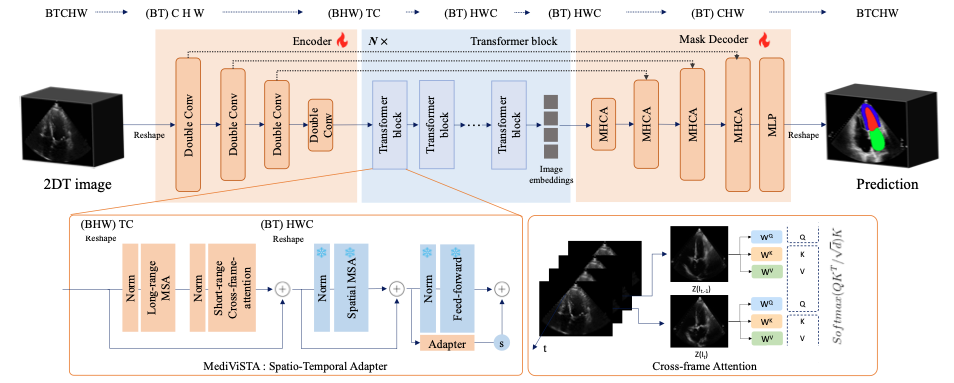 BTCHW (BT) C H W (BHW) TC (BT) HWC (BT) HWC (BT) CHW BTCHW
Encoder N × Transformer block Mask Decoder
2DT image
Reshape
Double Conv
Double Conv
Double Conv
Double Conv
Transformer block
Transformer block
Transformer block
Image embeddings
MHCA
MHCA
MHCA
MHCA
MLP
Reshape
Prediction
(BHW) TC
Reshape
Norm
Long-range MSA
Norm
Short-range Cross-frame-attention
(BT) HWC
Reshape
Norm
Spatial MSA
Norm
Feed-forward
Adapter
s
MediViSTA : Spatio-Temporal Adapter
t
Z(I_{t-1})
Z(I_t)
W^Q Q
W^K K
W^V V
W^Q Q
W^K K
W^V V
Softmax(QK^T/√d)K
Cross-frame Attention